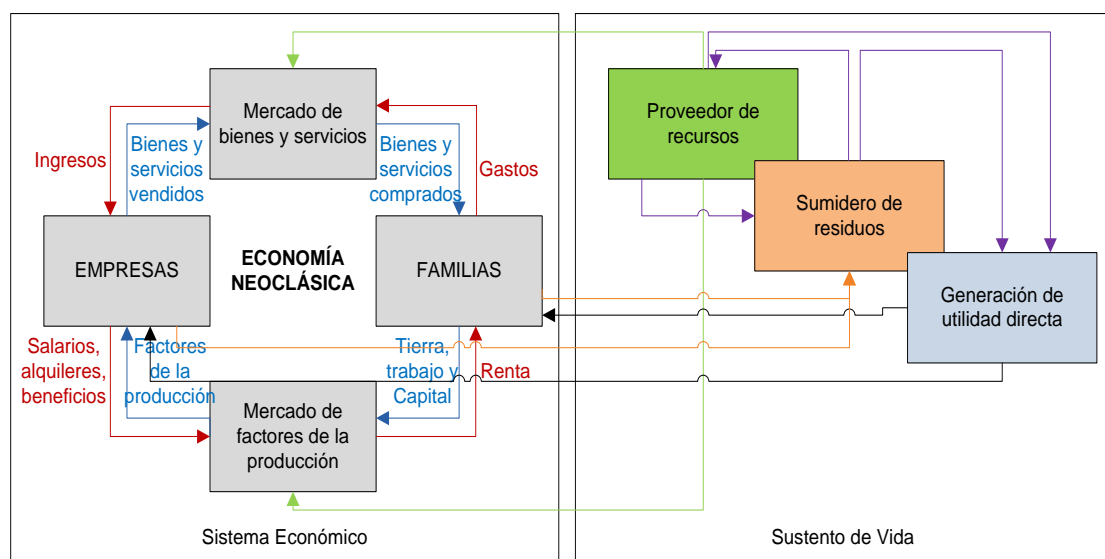 Mercado de
bienes y servicios
Ingresos
Bienes y
servicios
vendidos
Bienes y
servicios
comprados
Gastos
EMPRESAS
ECONOMÍA
NEOCLÁSICA
FAMILIAS
Salarios,
alquileres,
beneficios
Factores
de la
producción
Tierra,
trabajo y
Capital
Renta
Mercado de
factores de la
producción
Sistema Económico
Proveedor de
recursos
Sumidero de
residuos
Generación de
utilidad directa
Sustento de Vida